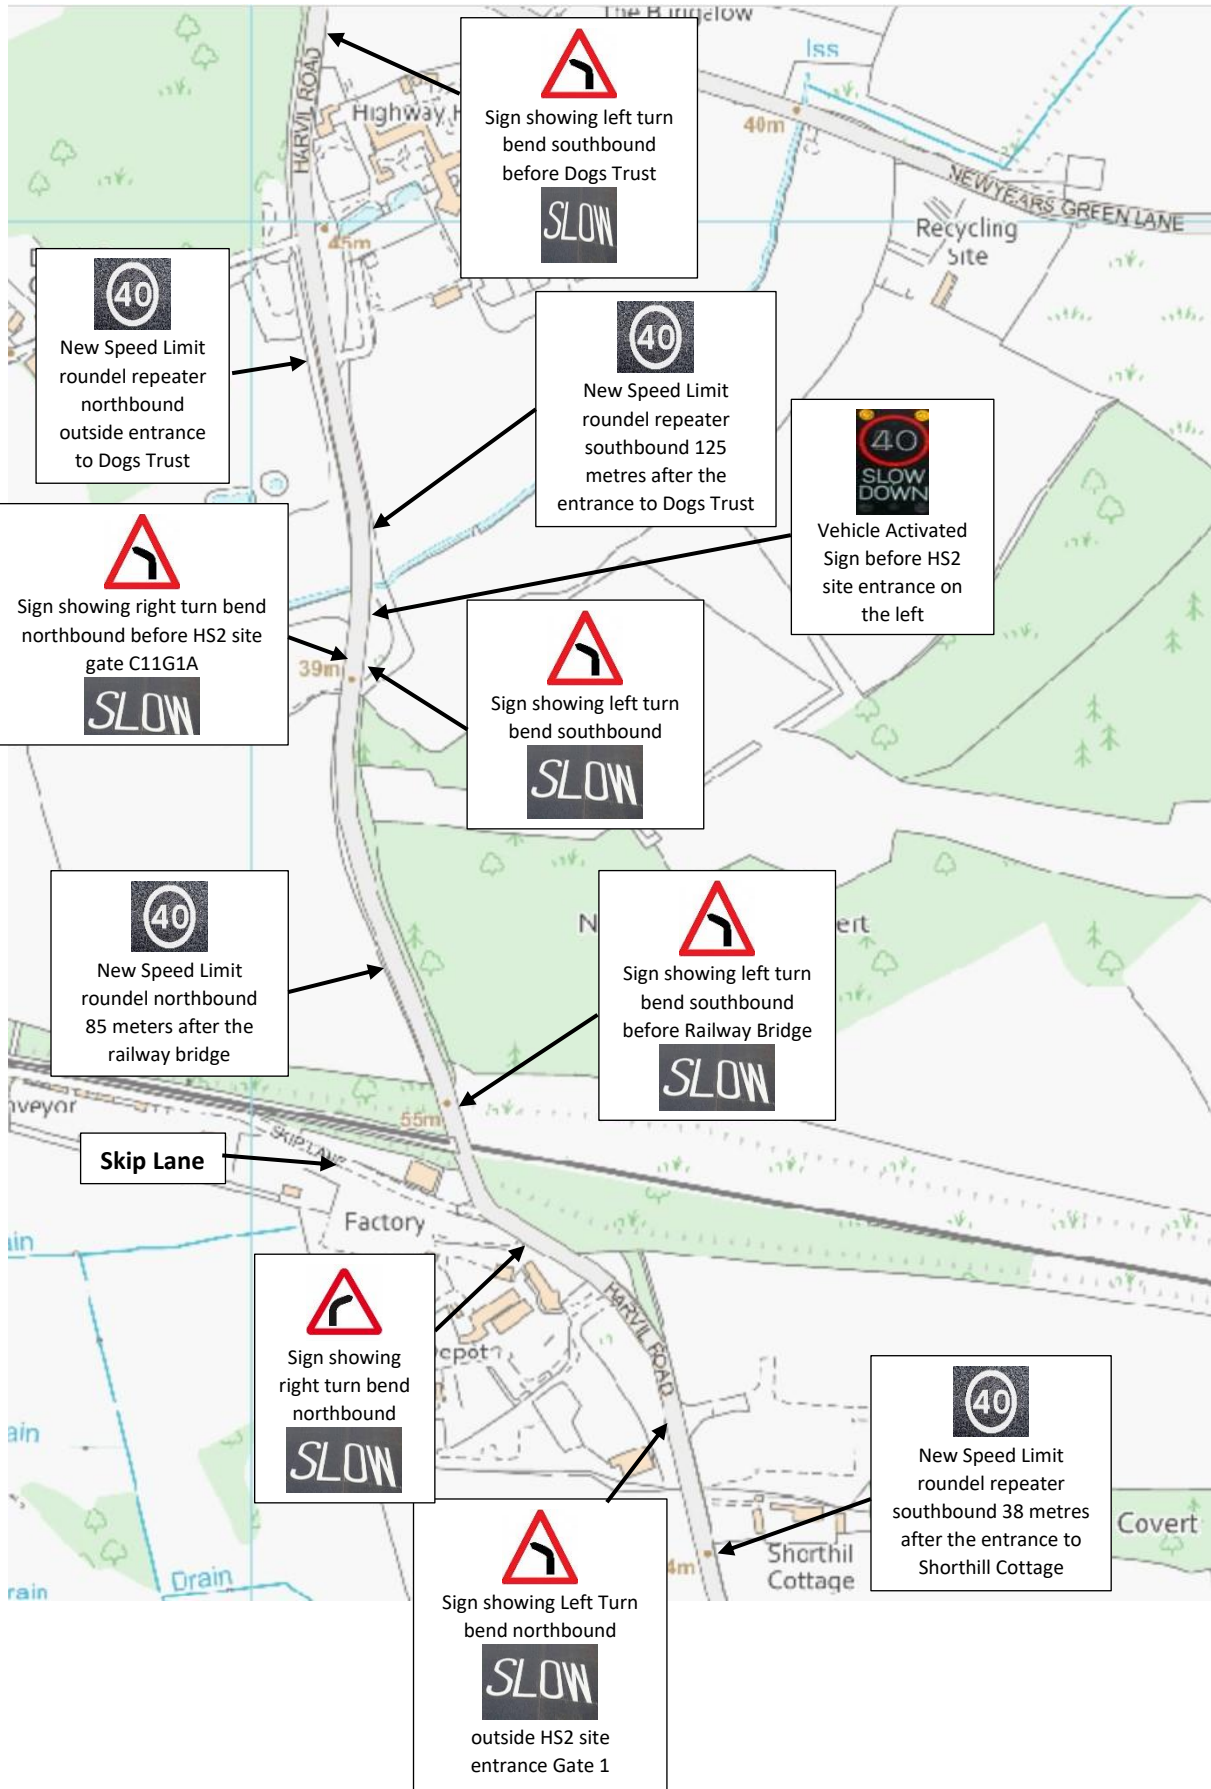 The Bungalow
Iss
HARVIL ROAD
Highway
Sign showing left turn
bend southbound
before Dogs Trust
SLOW
40m
NEWYEARS GREEN LANE
Recycling
Site
45m
40
New Speed Limit
roundel repeater
northbound
outside entrance
to Dogs Trust
40
New Speed Limit
roundel repeater
southbound 125
metres after the
entrance to Dogs Trust
40
SLOW
DOWN
Vehicle Activated
Sign before HS2
site entrance on
the left
Sign showing right turn bend
northbound before HS2 site
gate C11G1A
SLOW
39m
Sign showing left turn
bend southbound
SLOW
40
New Speed Limit
roundel northbound
85 meters after the
railway bridge
N
ert
Sign showing left turn
bend southbound
before Railway Bridge
SLOW
nveyor
55m
SKIP LANE
Skip Lane
Factory
ain
Sign showing
right turn bend
northbound
SLOW
HARVIL ROAD
Depot
40
New Speed Limit
roundel repeater
southbound 38 metres
after the entrance to
Shorthill Cottage
ain
Drain
rain
4m
Shorthill
Cottage
Covert
Sign showing Left Turn
bend northbound
SLOW
outside HS2 site
entrance Gate 1